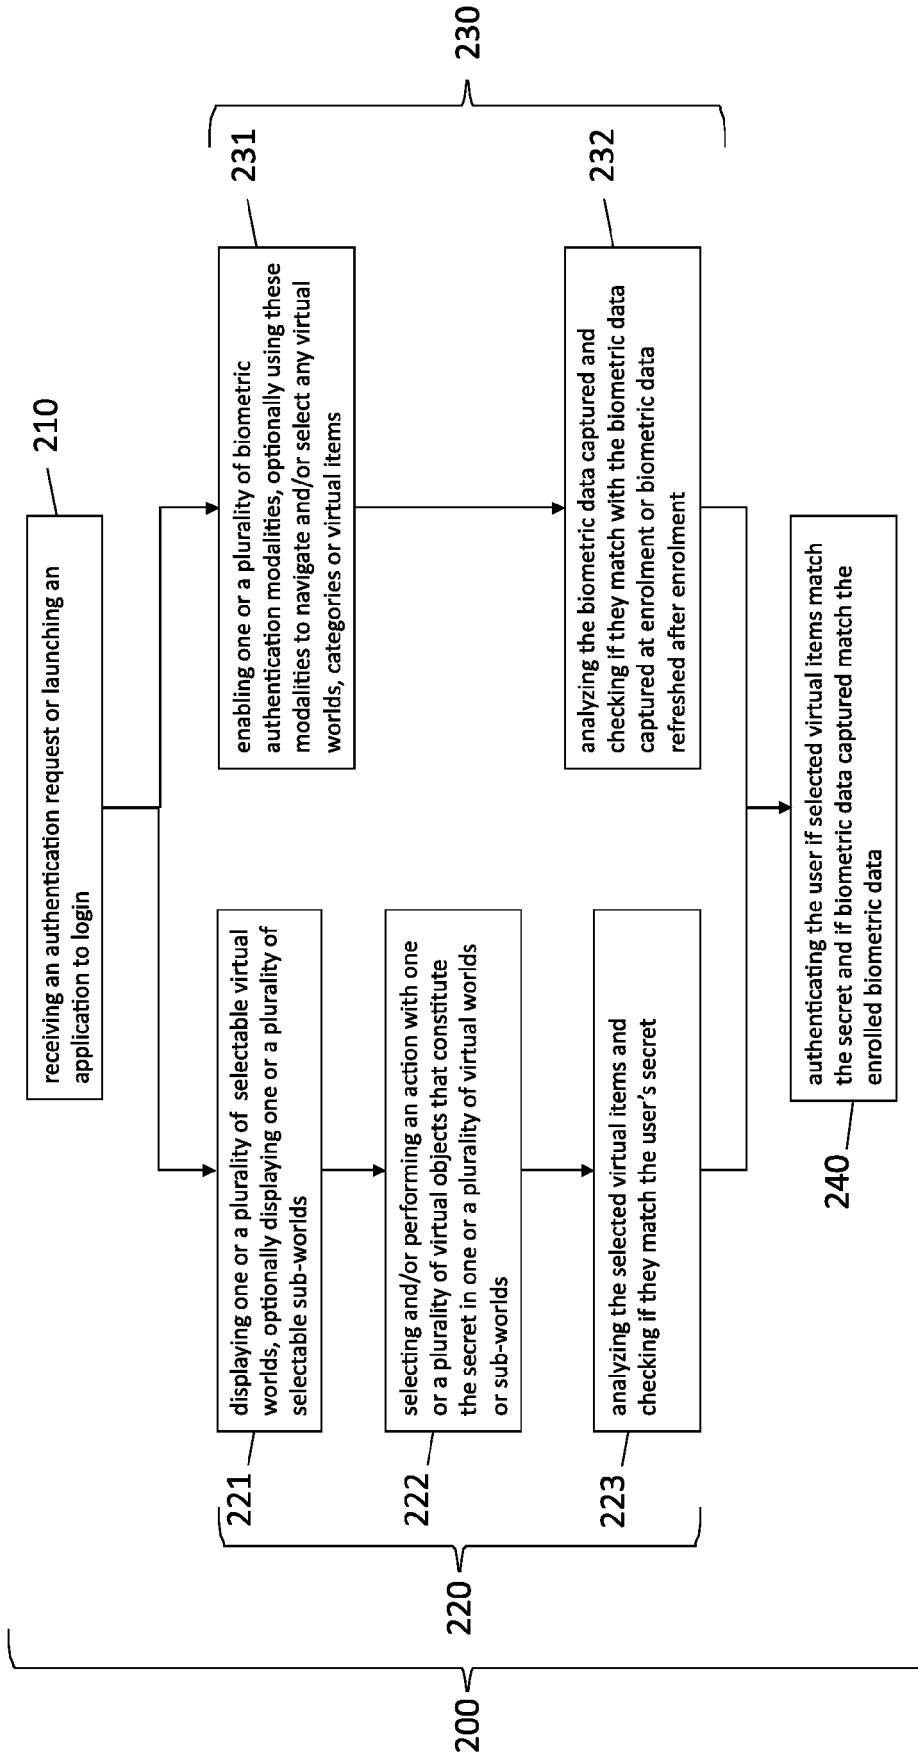 210
receiving an authentication request or launching an
application to login
221
displaying one or a plurality of selectable virtual
worlds, optionally displaying one or a plurality of
selectable sub-worlds
222
selecting and/or performing an action with one
or a plurality of virtual objects that constitute
the secret in one or a plurality of virtual worlds
or sub-worlds
223
analyzing the selected virtual items and
checking if they match the user's secret
220
200
231
enabling one or a plurality of biometric
authentication modalities, optionally using these
modalities to navigate and/or select any virtual
worlds, categories or virtual items
232
analyzing the biometric data captured and
checking if they match with the biometric data
captured at enrolment or biometric data
refreshed after enrolment
230
authenticating the user if selected virtual items match
the secret and if biometric data captured match the
enrolled biometric data
240